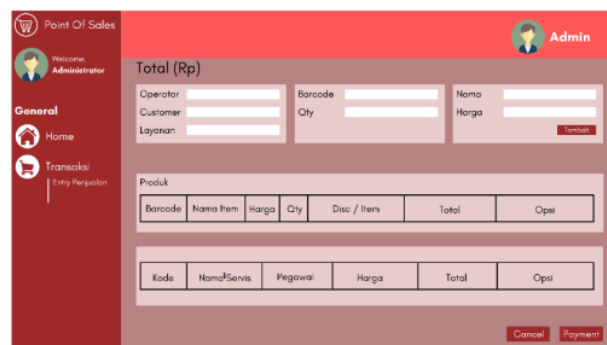 Point Of Sales
Admin
Welcome,
Administrator
General
Home
Transaksi
Entry Penjualan
Total (Rp)
Operator
Customer
Layanan
Barcode
Qty
Nama
Harga
Tambah
Produk
Barcode Nama Item Harga Qty Disc / Item Total Opsi
Kode Nama Servis Pegawai Harga Total Opsi
Cancel Payment